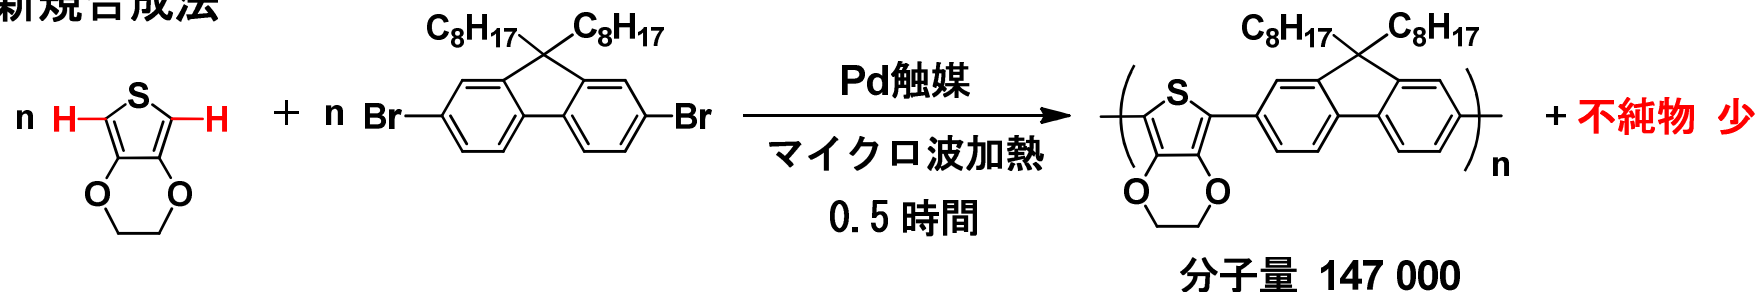 新規合成法
n H S H O O + n Br C8H17 C8H17 Br
Pd触媒
マイクロ波加熱
0.5 時間
S O O C8H17 C8H17 n
+ 不純物 少
分子量 147 000